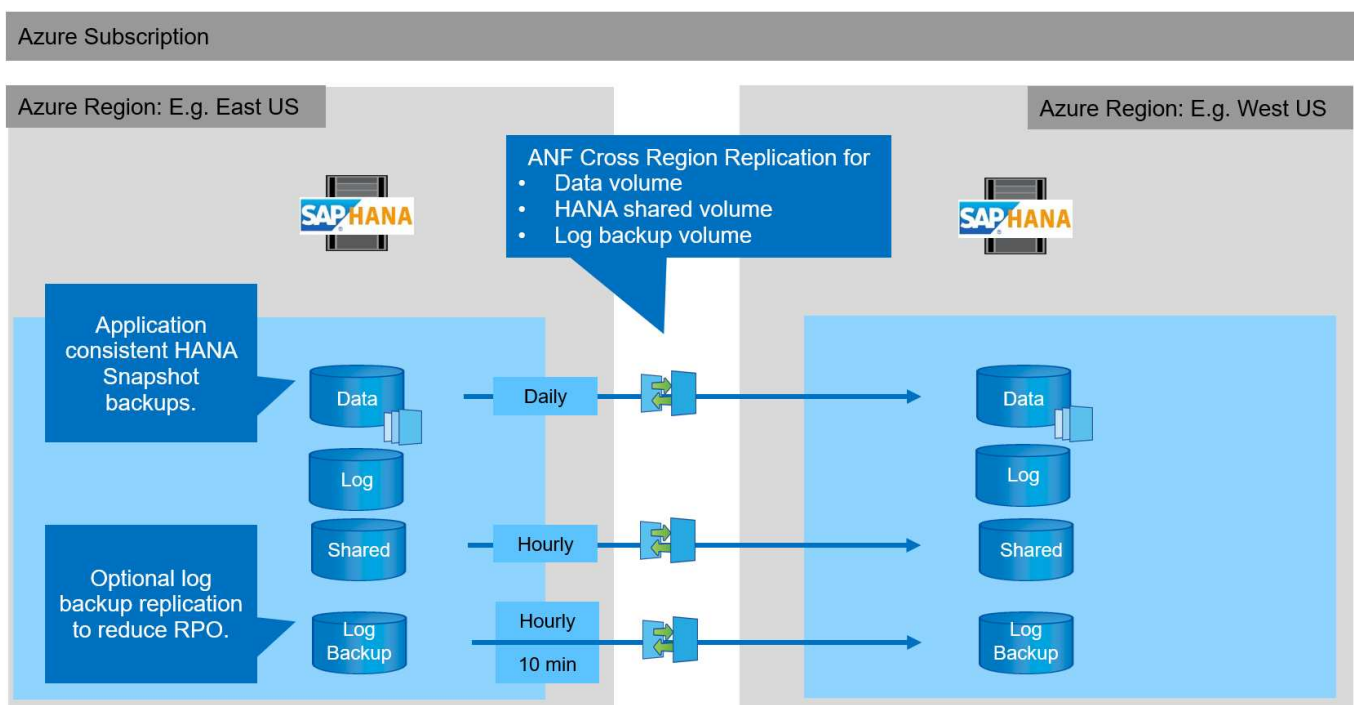 Azure Subscription
Azure Region: E.g. East US
Azure Region: E.g. West US
ANF Cross Region Replication for
• Data volume
• HANA shared volume
• Log backup volume
SAP® HANA
SAP® HANA
Application
consistent HANA
Snapshot
backups.
Data
Daily
Data
Log
Log
Shared
Hourly
Shared
Optional log
backup replication
to reduce RPO.
Log
Backup
Hourly
10 min
Log
Backup